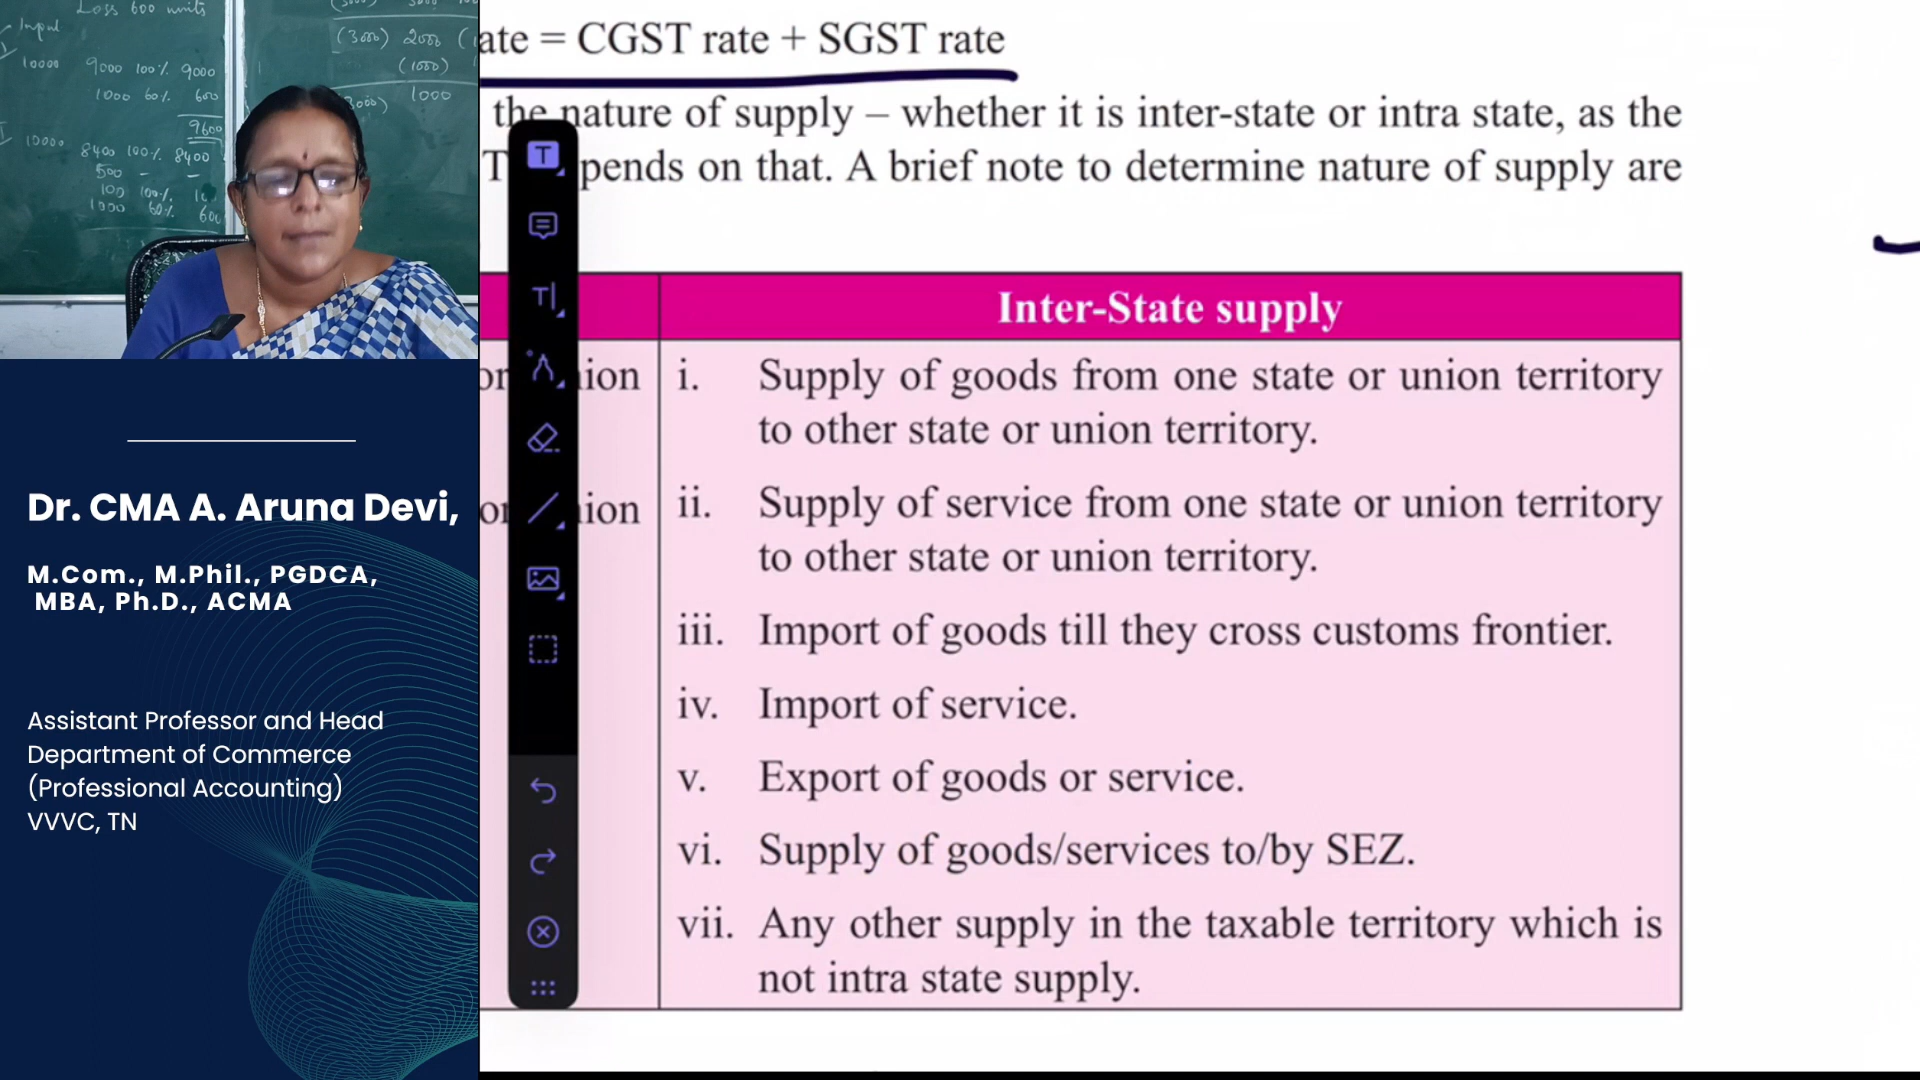 Loss 600 units
Input
10000 9000 100% 9000
1000 60% 600
9600
10000 8400 100% 8400
500 -
100 100%
1000 60% 600
(3000) 2000
(1000)
1000
ate = CGST rate + SGST rate
the nature of supply – whether it is inter-state or intra state, as the
pends on that. A brief note to determine nature of supply are
Inter-State supply
i. Supply of goods from one state or union territory
to other state or union territory.
ii. Supply of service from one state or union territory
to other state or union territory.
iii. Import of goods till they cross customs frontier.
iv. Import of service.
v. Export of goods or service.
vi. Supply of goods/services to/by SEZ.
vii. Any other supply in the taxable territory which is
not intra state supply.
Dr. CMA A. Aruna Devi,
M.Com., M.Phil., PGDCA,
MBA, Ph.D., ACMA
Assistant Professor and Head
Department of Commerce
(Professional Accounting)
VVVC, TN